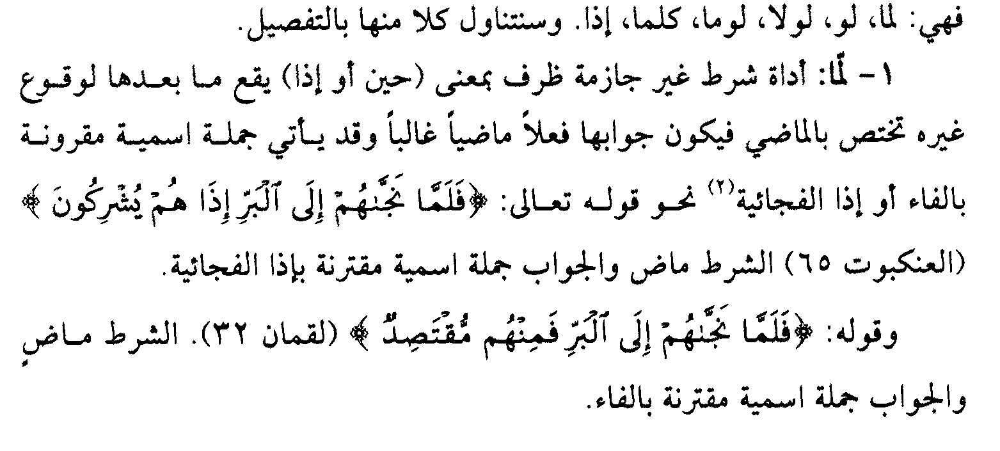 فهي: لما، لو، لولا، لوما، كلما، إذا. وسنتناول كلا منها بالتفصيل.
١- لّما: أداة شرط غير جازمة ظرف بمعنى (حين أو إذا) يقع ما بعدها لوقوع
غيره تختص بالماضي فيكون جوابها فعلاً ماضياً غالباً وقد يأتي جملة اسمية مقرونة
بالفاء أو إذا الفجائية(٢) نحو قوله تعالى: ﴿فَلَمَّا نَجَّىٰهُمْ إِلَى ٱلْبَرِّ إِذَا هُمْ يُشْرِكُونَ﴾
(العنكبوت ٦٥) الشرط ماض والجواب جملة اسمية مقترنة بإذا الفجائية.
وقوله: ﴿فَلَمَّا نَجَّىٰهُمْ إِلَى ٱلْبَرِّ فَمِنْهُم مُّقْتَصِدٌ﴾ (لقمان ٣٢). الشرط ماضٍ
والجواب جملة اسمية مقترنة بالفاء.